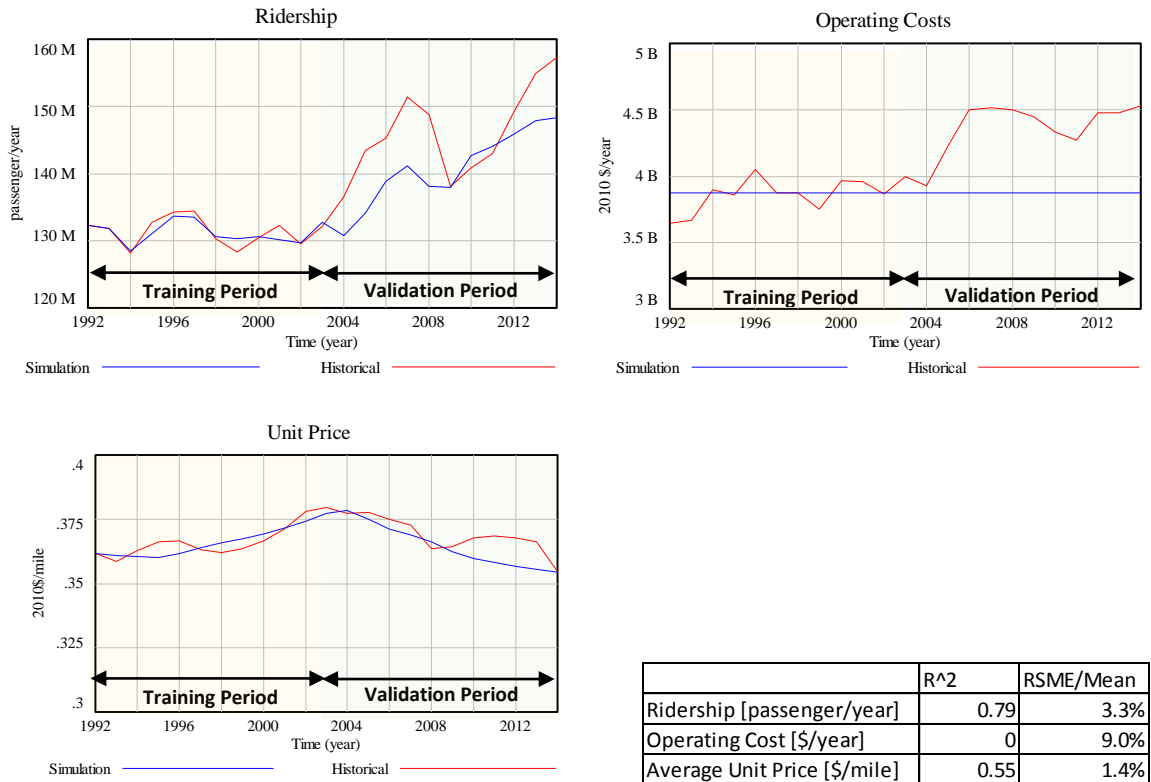 Ridership
160 M
150 M
140 M
130 M
120 M
passenger/year
Training Period
Validation Period
1992 1996 2000 2004 2008 2012
Time (year)
Simulation Historical
Operating Costs
5 B
4.5 B
4 B
3.5 B
3 B
2010 $/year
Training Period
Validation Period
1992 1996 2000 2004 2008 2012
Time (year)
Simulation Historical
Unit Price
.4
.375
.35
.325
.3
2010$/mile
Training Period
Validation Period
1992 1996 2000 2004 2008 2012
Time (year)
Simulation Historical
R^2 RSME/Mean
Ridership [passenger/year] 0.79 3.3%
Operating Cost [$/year] 0 9.0%
Average Unit Price [$/mile] 0.55 1.4%